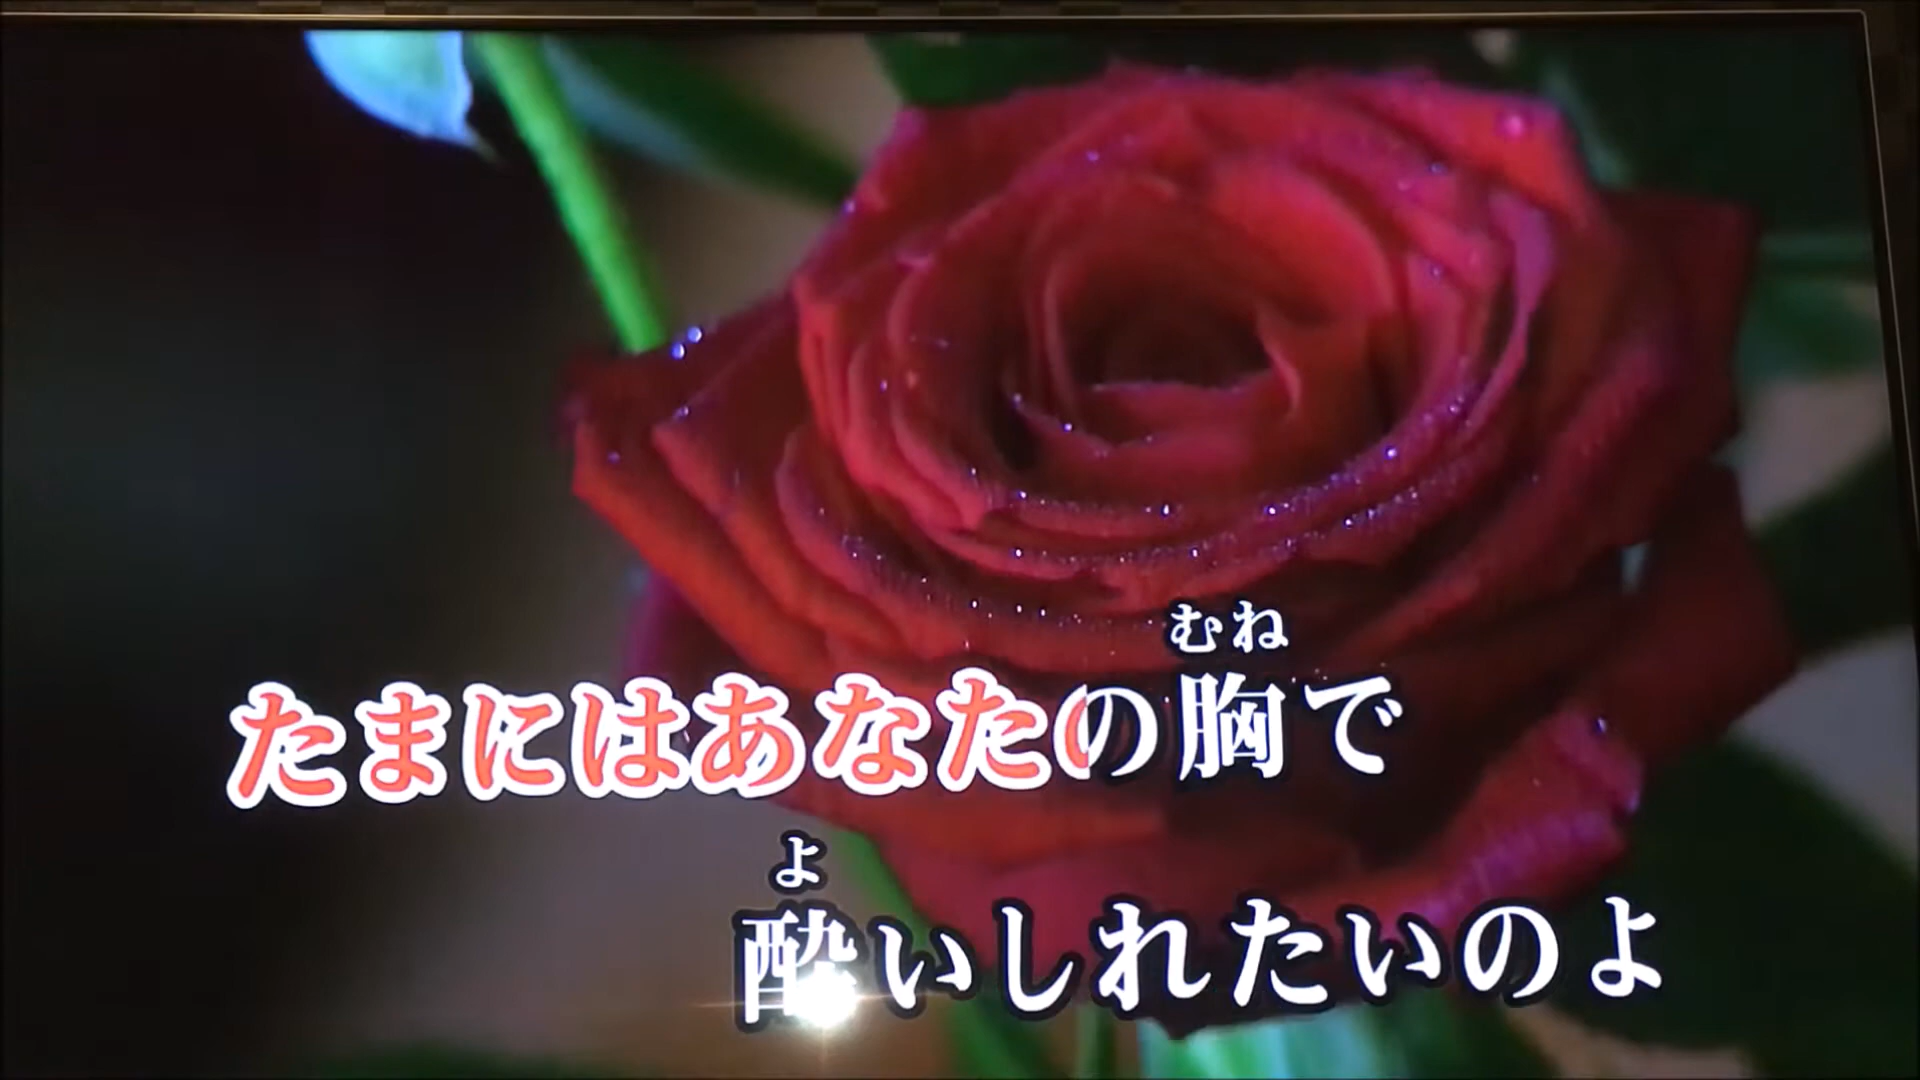 むね
たまにはあなたの胸で
よ
酔いしれたいのよ